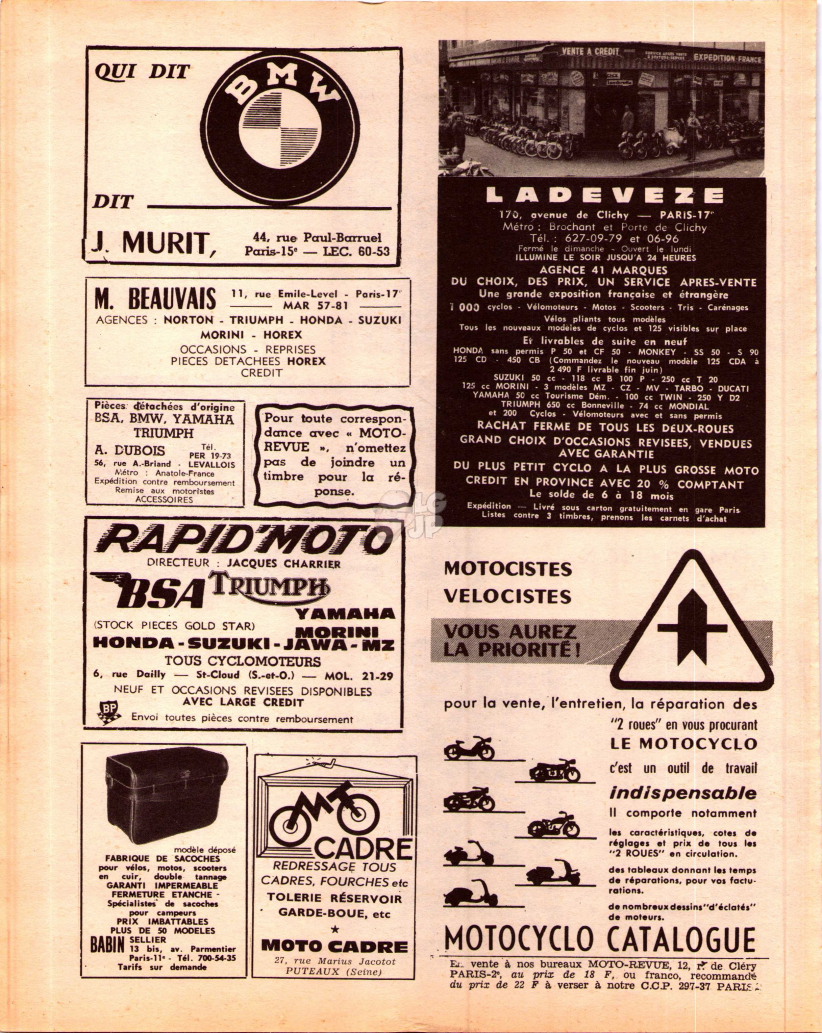 QUI DIT
BMW
DIT
J. MURIT,
44, rue Paul-Barruel
Paris-15e — LEC. 60-53
M. BEAUVAIS
11, rue Emile-Level - Paris-17e
MAR 57-81
AGENCES : NORTON - TRIUMPH - HONDA - SUZUKI
MORINI - HOREX
OCCASIONS - REPRISES
PIECES DETACHEES HOREX
CREDIT
Pièces détachées d'origine
BSA, BMW, YAMAHA
TRIUMPH
A. DUBOIS
Tél.
PER 19-73
56, rue A.-Briand - LEVALLOIS
Métro : Anatole-France
Expédition contre remboursement
Remise aux motoristes
ACCESSOIRES
Pour toute correspon-
dance avec « MOTO-
REVUE », n'omettez
pas de joindre un
timbre pour la ré-
ponse.
RAPID'MOTO
DIRECTEUR : JACQUES CHARRIER
BSA TRIUMPH
YAMAHA
(STOCK PIECES GOLD STAR) MORINI
HONDA - SUZUKI - JAWA - MZ
TOUS CYCLOMOTEURS
6, rue Dailly — St-Cloud (S.-et-O.) — MOL. 21-29
NEUF ET OCCASIONS REVISEES DISPONIBLES
AVEC LARGE CREDIT
BP
Envoi toutes pièces contre remboursement
modèle déposé
FABRIQUE DE SACOCHES
pour vélos, motos, scooters
en cuir, double tannage
GARANTI IMPERMEABLE
FERMETURE ETANCHE -
Spécialistes de sacoches
pour campeurs
PRIX IMBATTABLES
PLUS DE 50 MODELES
BABIN SELLIER
13 bis, av. Parmentier
Paris-11e - Tél. 700-54-35
Tarifs sur demande
MT
CADRE
REDRESSAGE TOUS
CADRES, FOURCHES etc
TOLERIE RÉSERVOIR
GARDE-BOUE, etc
MOTO CADRE
27, rue Marius Jacotot
PUTEAUX (Seine)
VENTE A CREDIT
EXPEDITION FRANCE
LADEVEZE
170, avenue de Clichy — PARIS-17e
Métro : Brochant et Porte de Clichy
Tél. : 627-09-79 et 06-96
Fermé le dimanche - Ouvert le lundi
ILLUMINE LE SOIR JUSQU'A 24 HEURES
AGENCE 41 MARQUES
DU CHOIX, DES PRIX, UN SERVICE APRES-VENTE
Une grande exposition française et étrangère
1 000 cyclos - Vélomoteurs - Motos - Scooters - Tris - Carénages
Vélos pliants tous modèles
Tous les nouveaux modèles de cyclos et 125 visibles sur place
Et livrables de suite en neuf
HONDA sans permis P 50 et CF 50 - MONKEY - SS 50 - S 90
125 CD - 450 CB (Commandez le nouveau modèle 125 CDA à
2 490 F livrable fin juin)
SUZUKI 50 cc - 118 cc B 100 P - 250 cc T 20
125 cc MORINI - 3 modèles MZ - CZ - MV - TARBO - DUCATI
YAMAHA 50 cc Tourisme Dém. - 100 cc TWIN - 250 Y D2
TRIUMPH 650 cc Bonneville - 74 cc MONDIAL
et 200 Cyclos - Vélomoteurs avec et sans permis
RACHAT FERME DE TOUS LES DEUX-ROUES
GRAND CHOIX D'OCCASIONS REVISEES, VENDUES
AVEC GARANTIE
DU PLUS PETIT CYCLO A LA PLUS GROSSE MOTO
CREDIT EN PROVINCE AVEC 20 % COMPTANT
Le solde de 6 à 18 mois
Expédition — Livré sous carton gratuitement en gare Paris
Listes contre 3 timbres, prenons les carnets d'achat
MOTOCISTES
VELOCISTES
VOUS AUREZ
LA PRIORITÉ !
pour la vente, l'entretien, la réparation des
"2 roues" en vous procurant
LE MOTOCYCLO
c'est un outil de travail
indispensable
Il comporte notamment
les caractéristiques, cotes de
réglages et prix de tous les
"2 ROUES" en circulation.
des tableaux donnant les temps
de réparations, pour vos factu-
rations.
de nombreux dessins "d'éclatés"
de moteurs.
MOTOCYCLO CATALOGUE
En vente à nos bureaux MOTO-REVUE, 12, r. de Cléry
PARIS-2e, au prix de 18 F, ou franco, recommandé
du prix de 22 F à verser à notre C.C.P. 297-37 PARIS
LG
JP